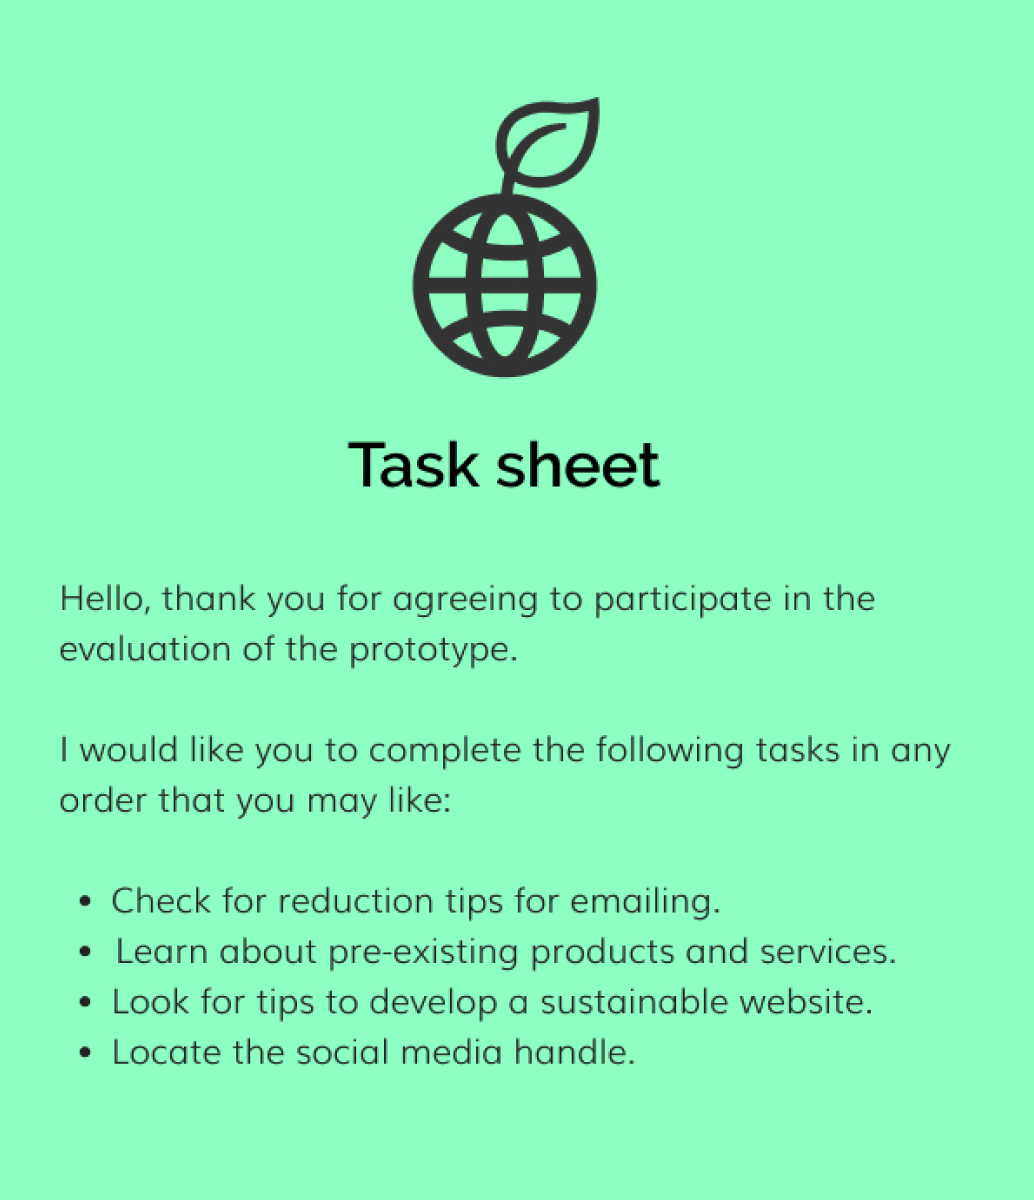 Task sheet
Hello, thank you for agreeing to participate in the
evaluation of the prototype.
I would like you to complete the following tasks in any
order that you may like:
• Check for reduction tips for emailing.
• Learn about pre-existing products and services.
• Look for tips to develop a sustainable website.
• Locate the social media handle.